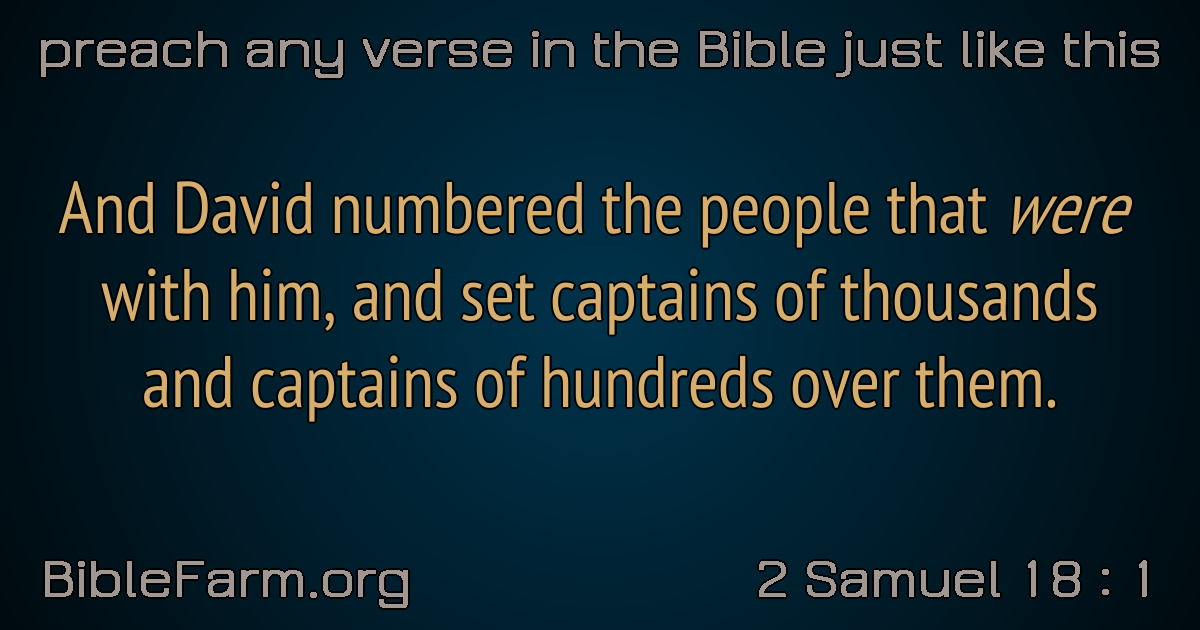 preach any verse in the Bible just like this
And David numbered the people that were
with him, and set captains of thousands
and captains of hundreds over them.
BibleFarm.org
2 Samuel 18 : 1